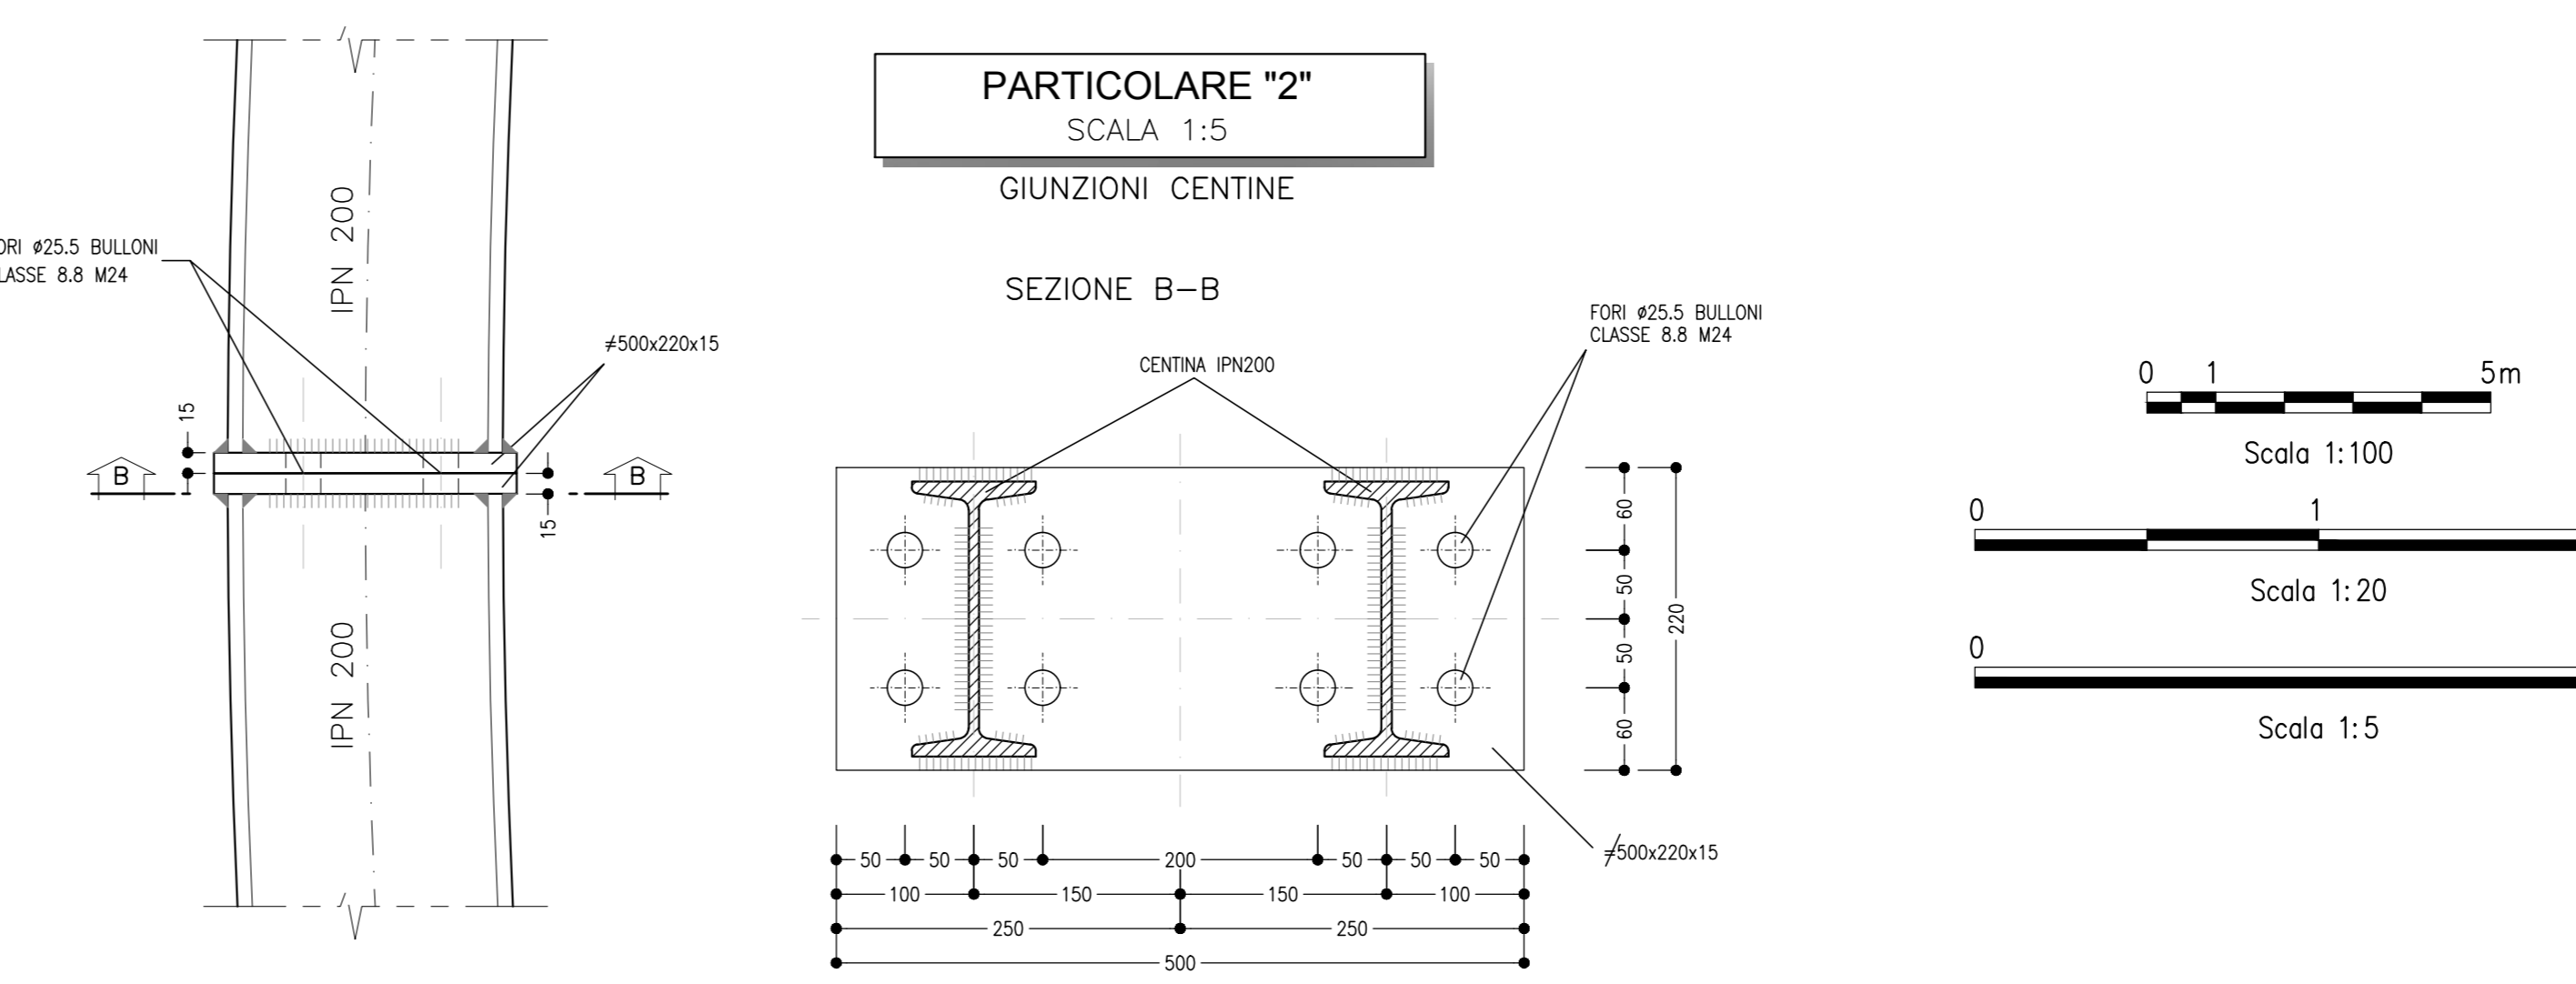 PARTICOLARE "2"
SCALA 1:5
GIUNZIONI CENTINE
SEZIONE B-B
IPN 200
ORI ø25.5 BULLONI
LASSE 8.8 M24
≠500x220x15
15
B
B
15
IPN 200
FORI ø25.5 BULLONI
CLASSE 8.8 M24
CENTINA IPN200
60
50
50
60
220
≠500x220x15
50 50 50 200 50 50 50
100 150 150 100
250 250
500
0 1 5m
Scala 1:100
0 1
Scala 1:20
0
Scala 1:5